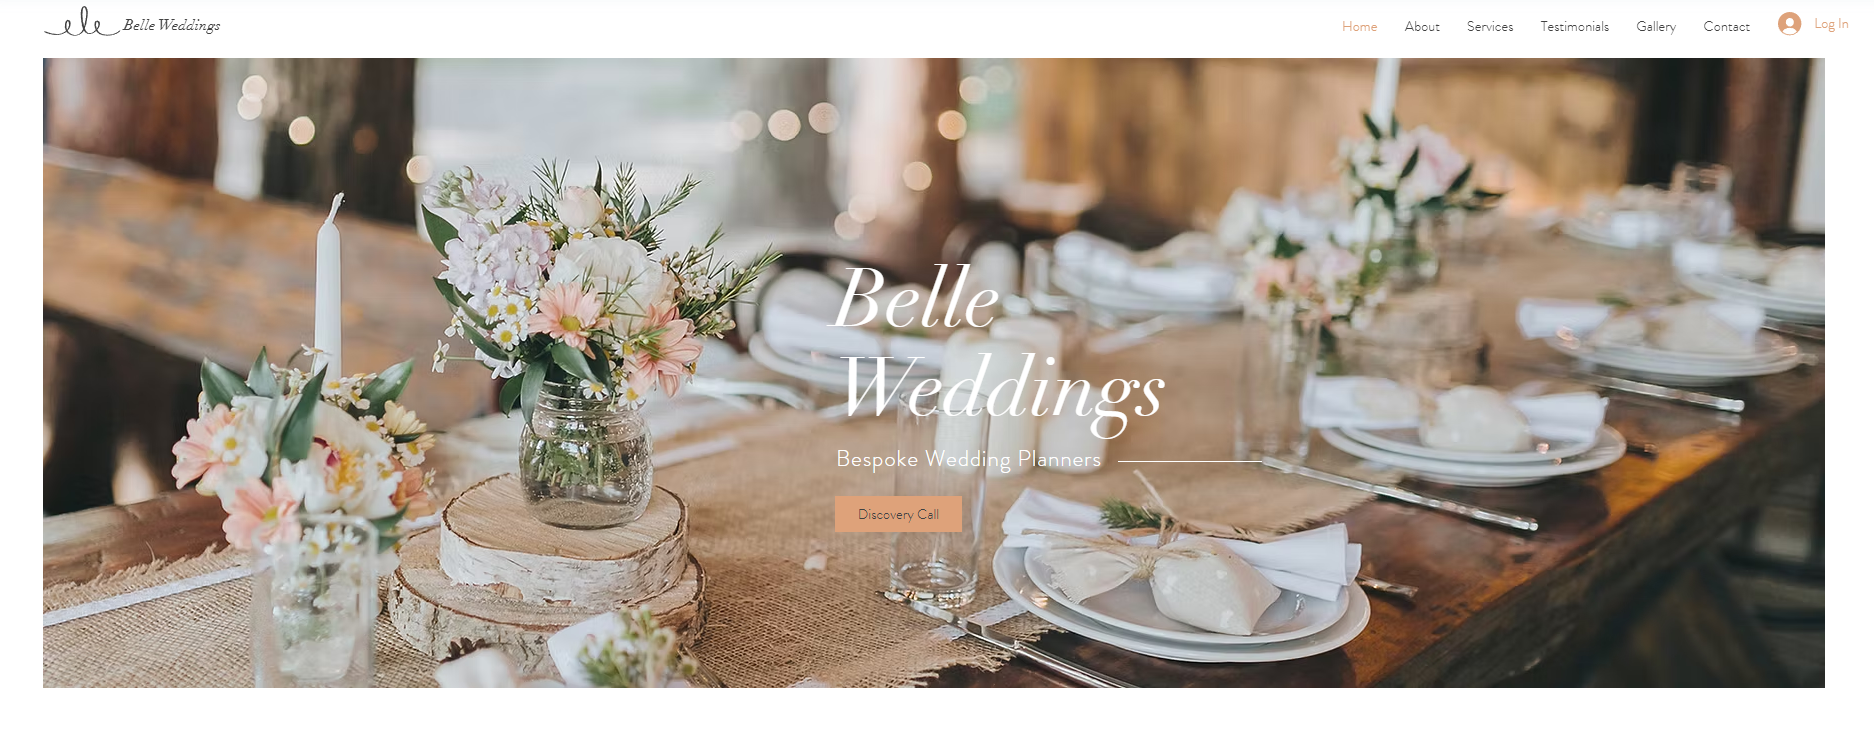 ele Belle Weddings
Home About Services Testimonials Gallery Contact Log In
Belle
Weddings
Bespoke Wedding Planners
Discovery Call